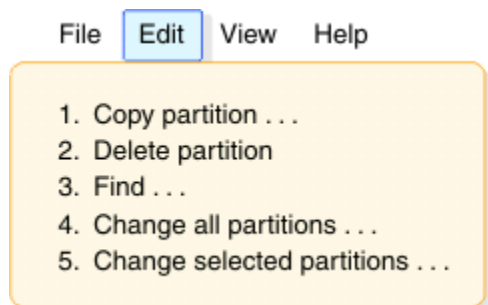 File Edit View Help
1. Copy partition . . .
2. Delete partition
3. Find . . .
4. Change all partitions . . .
5. Change selected partitions . . .